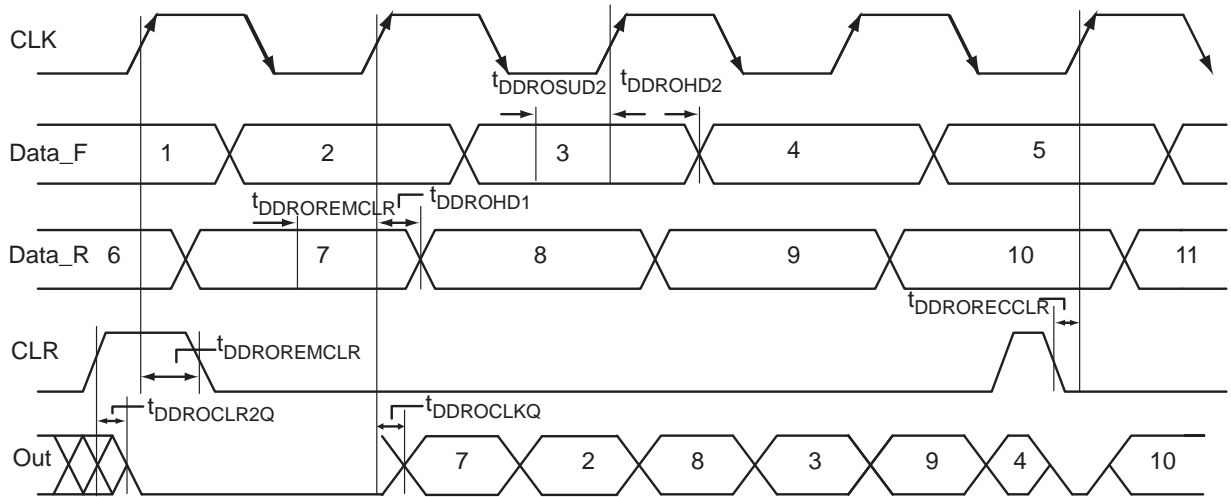 CLK
tDDROSUD2 tDDROHD2
Data_F 1 2 3 4 5
tDDROREMCLR tDDROHD1
Data_R 6 7 8 9 10 11
tDDRORECCLR
CLR
tDDROREMCLR
tDDROCLR2Q tDDROCLKQ
Out 7 2 8 3 9 4 10